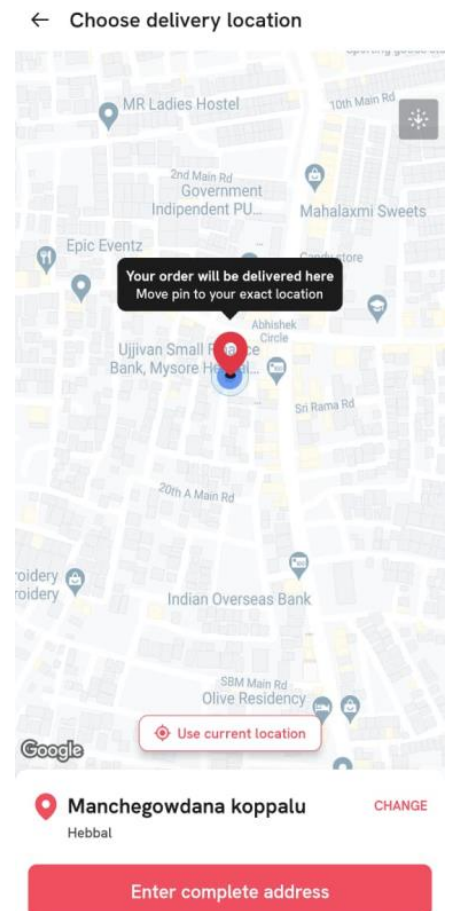 Choose delivery location
MR Ladies Hostel
10th Main Rd
2nd Main Rd
Government
Indipendent PU...
Mahalaxmi Sweets
Epic Eventz
store
Your order will be delivered here
Move pin to your exact location
Abhishek
Circle
Ujjivan Small
Bank, Mysore
Sri Rama Rd
20th A Main Rd
roidery
roidery
Indian Overseas Bank
SBM Main Rd
Olive Residency
Use current location
Google
Manchegowdana koppalu
CHANGE
Hebbal
Enter complete address